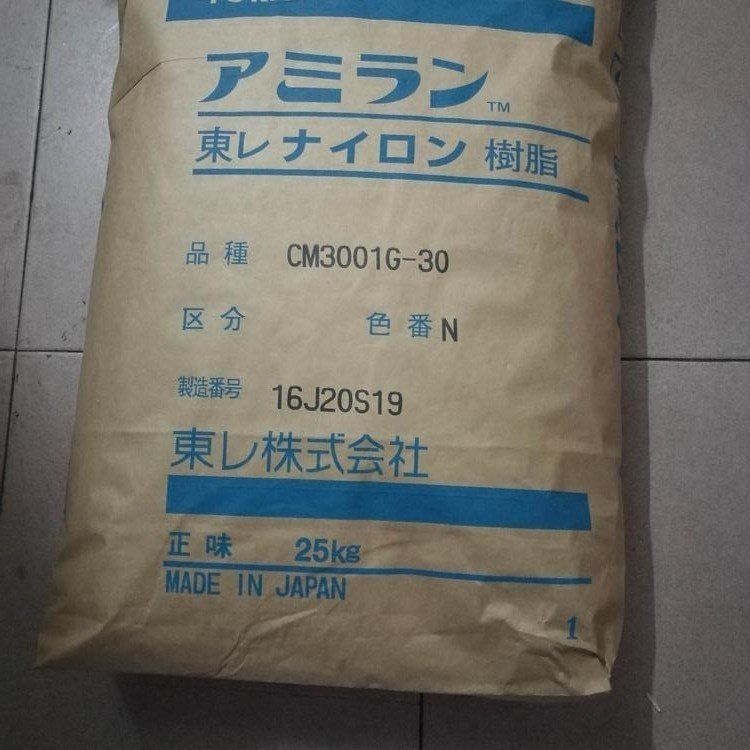 アミラン™
東レ ナイロン 樹脂
品種 CM3001G-30
区分 色番 N
製造番号 16J20S19
東レ株式会社
正味 25kg
MADE IN JAPAN
1